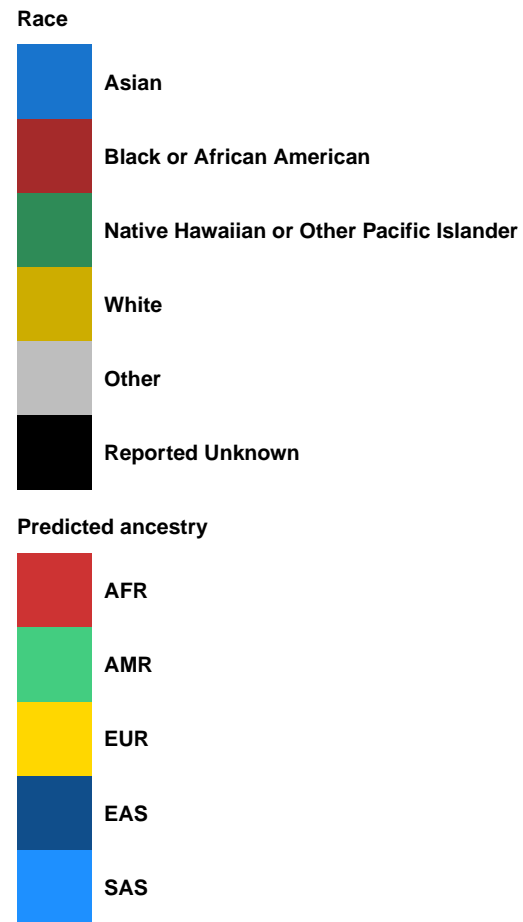 Race
Asian
Black or African American
Native Hawaiian or Other Pacific Islander
White
Other
Reported Unknown
Predicted ancestry
AFR
AMR
EUR
EAS
SAS